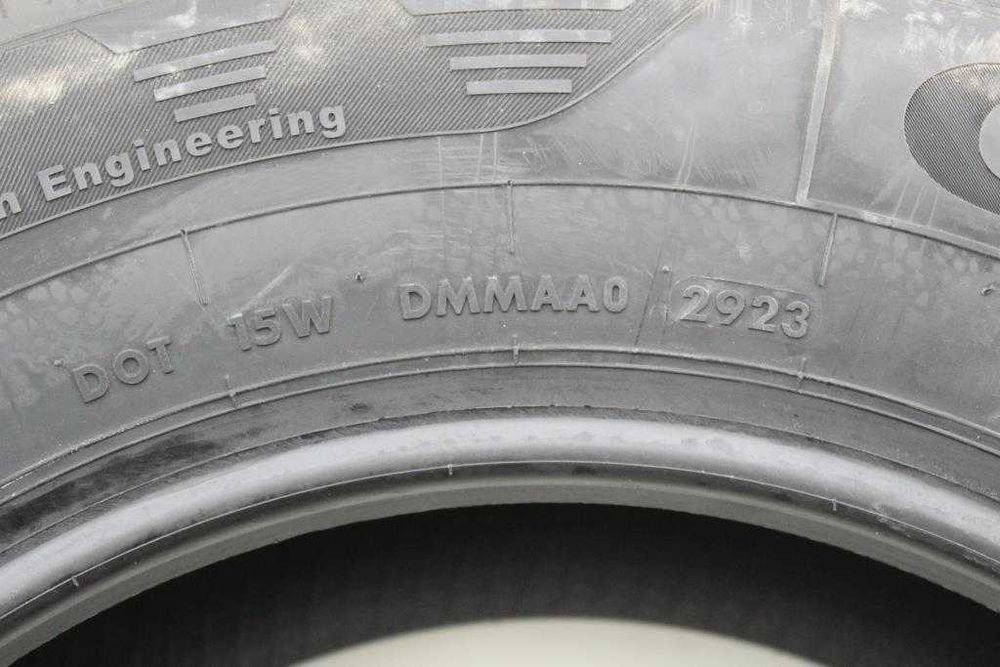 Engineering
DOT 15W DMMAA0 2923